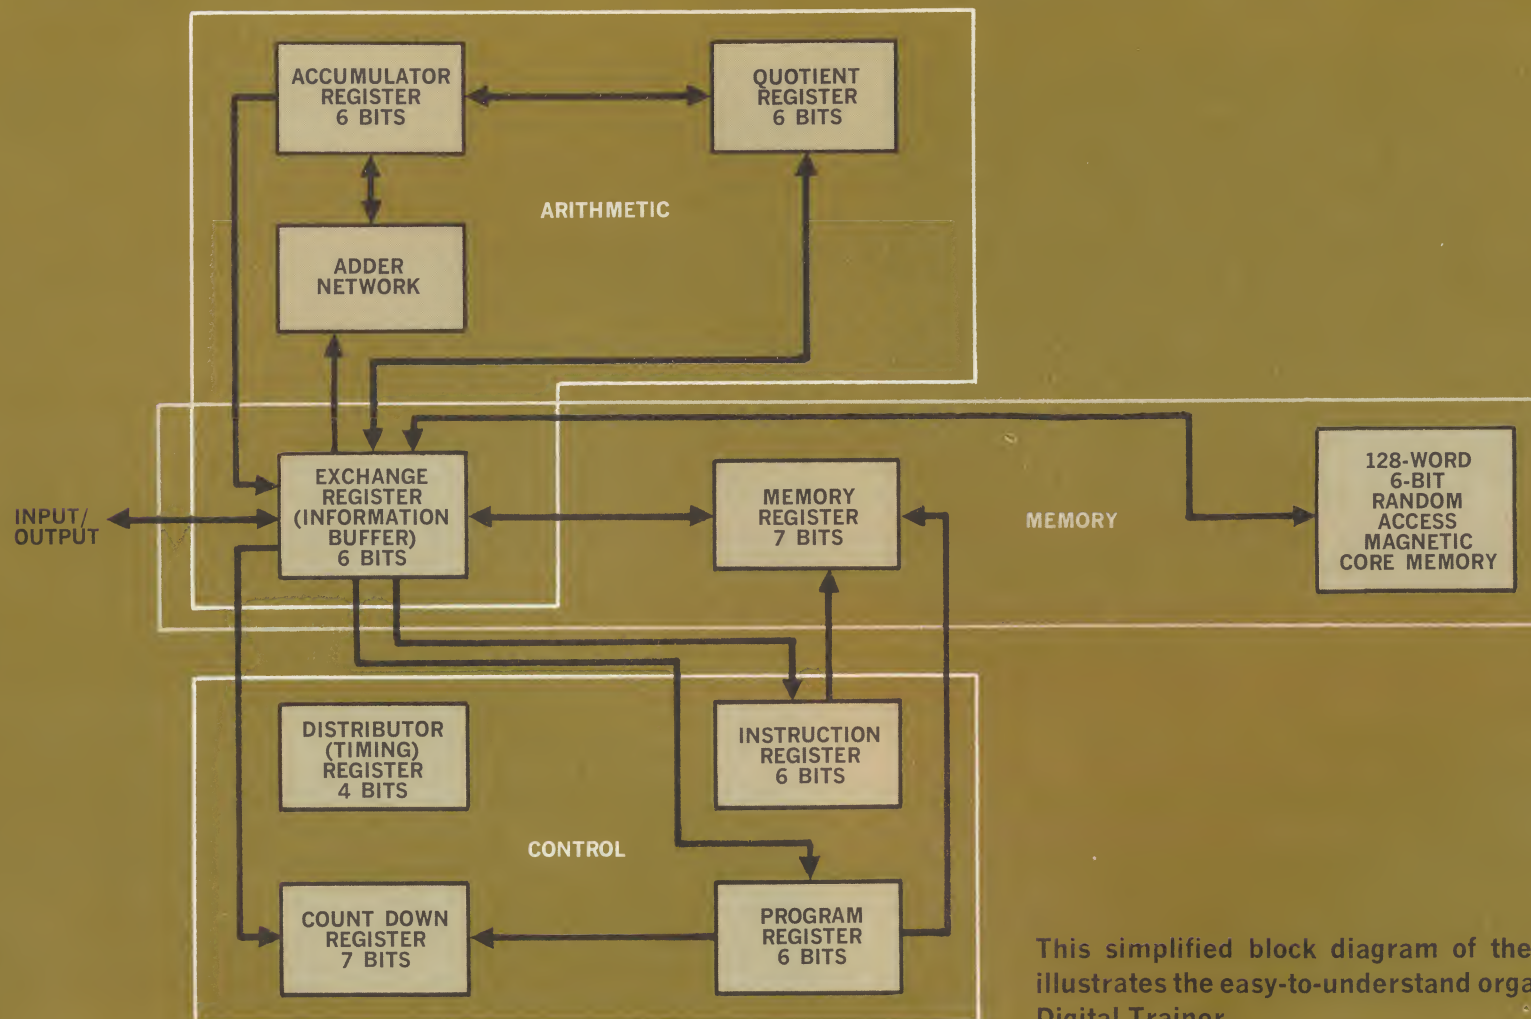 ACCUMULATOR
REGISTER
6 BITS
QUOTIENT
REGISTER
6 BITS
ARITHMETIC
ADDER
NETWORK
INPUT/
OUTPUT
EXCHANGE
REGISTER
(INFORMATION
BUFFER)
6 BITS
MEMORY
REGISTER
7 BITS
MEMORY
128-WORD
6-BIT
RANDOM
ACCESS
MAGNETIC
CORE MEMORY
DISTRIBUTOR
(TIMING)
REGISTER
4 BITS
INSTRUCTION
REGISTER
6 BITS
CONTROL
COUNT DOWN
REGISTER
7 BITS
PROGRAM
REGISTER
6 BITS
This simplified block diagram of the
illustrates the easy-to-understand orga
Digital Trainer